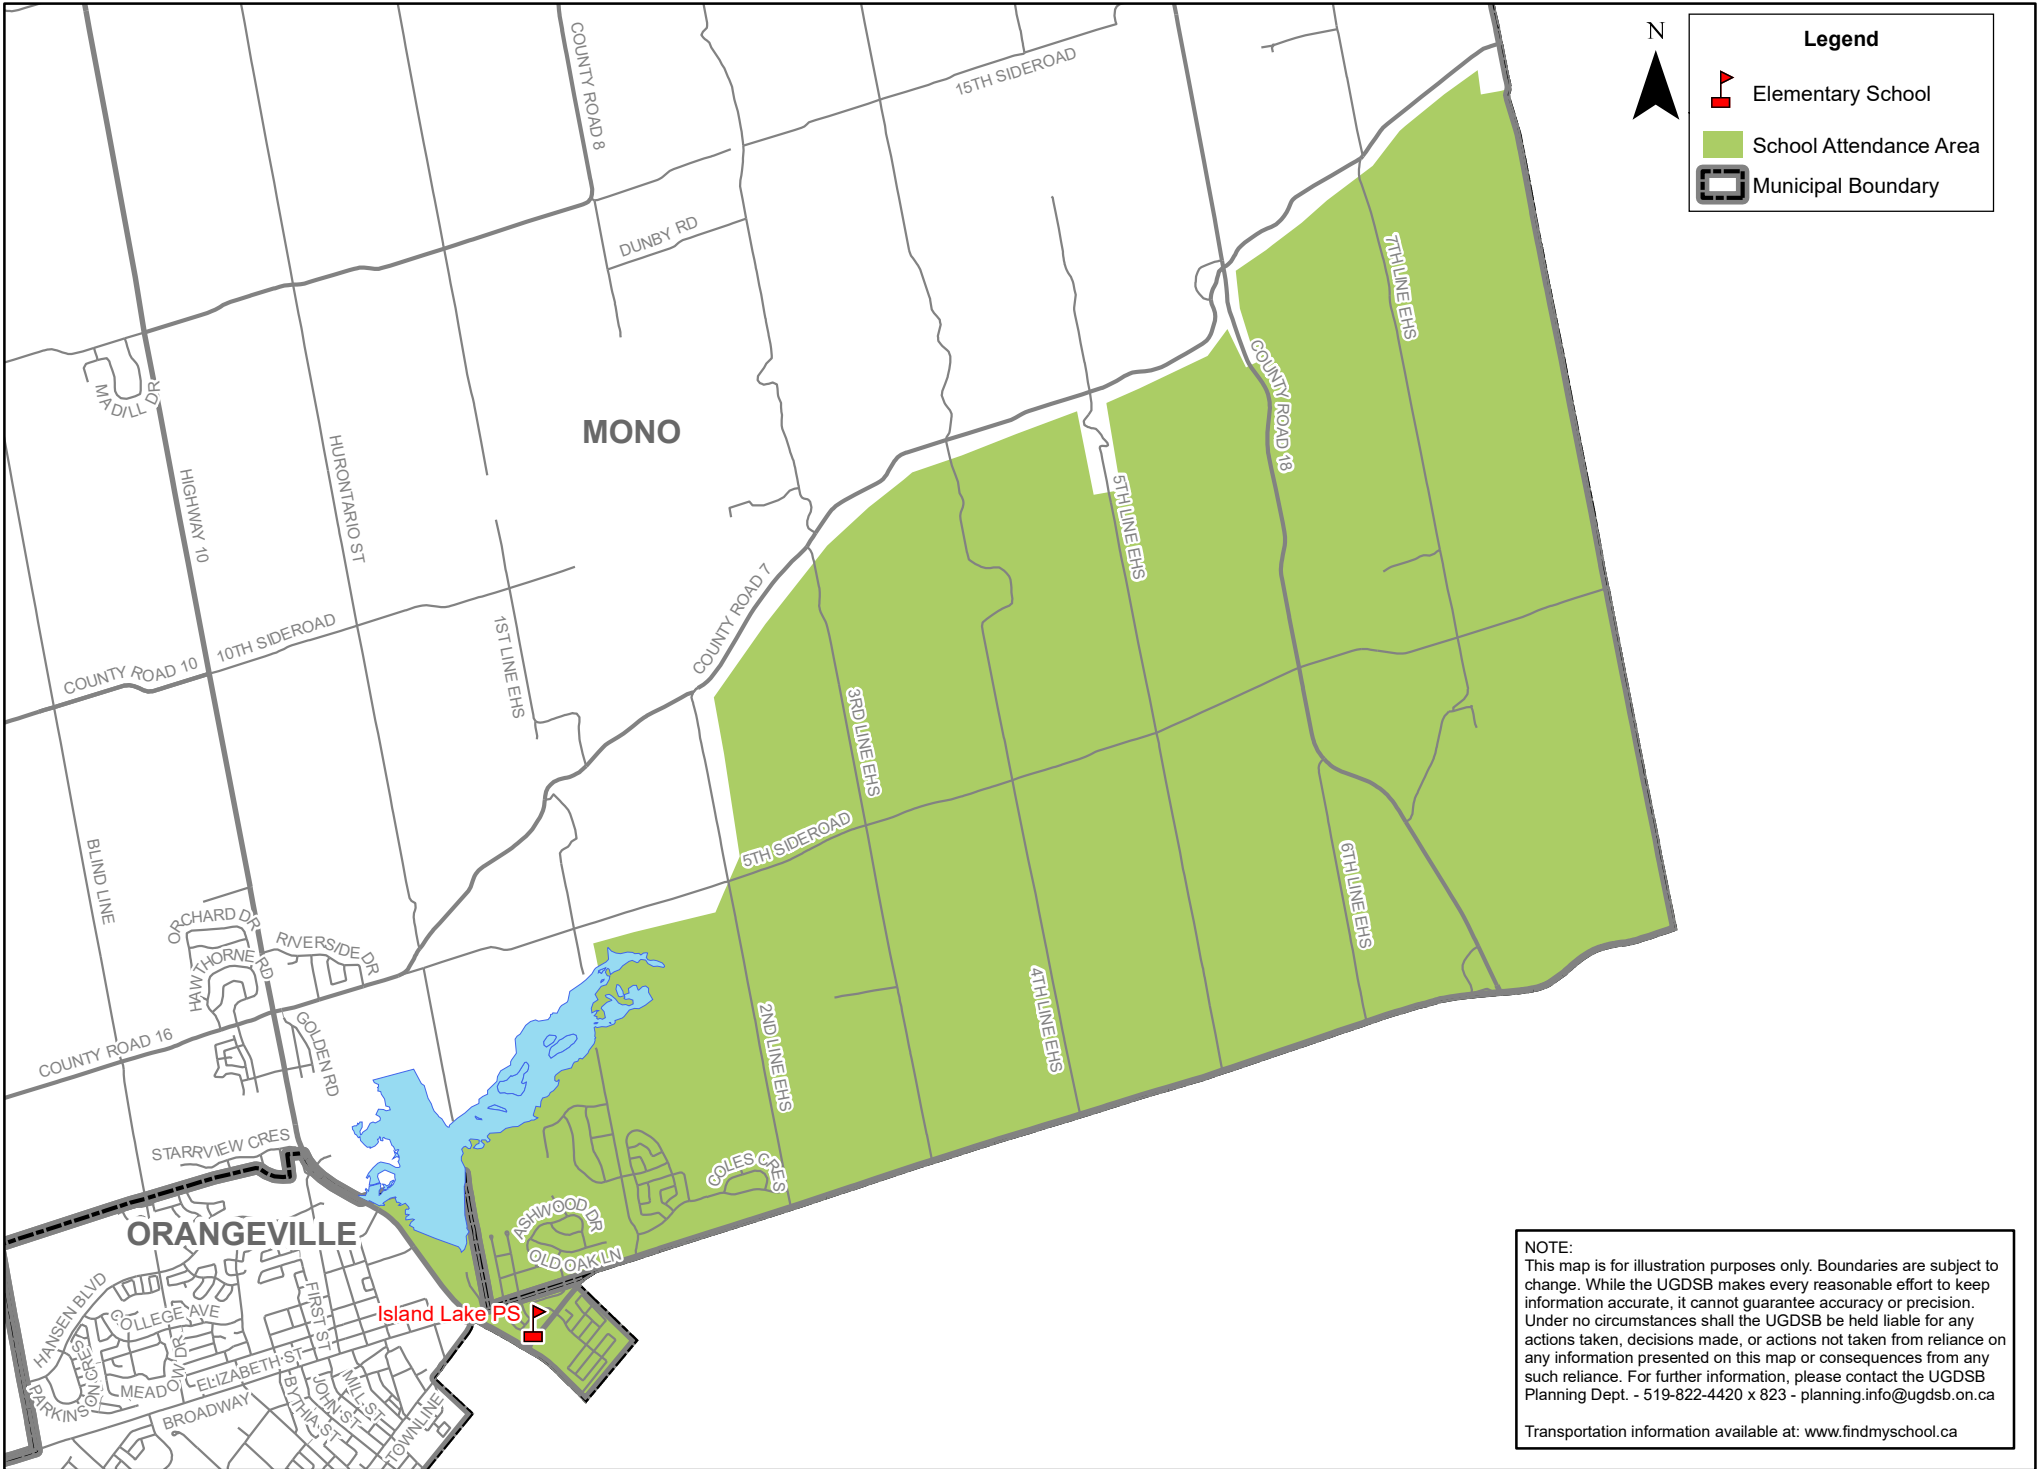 N
Legend
Elementary School
School Attendance Area
Municipal Boundary
COUNTY ROAD 8
15TH SIDEROAD
DUNBY RD
7TH LINE EHS
MADILL DR
MONO
COUNTY ROAD 18
HURONTARIO ST
HIGHWAY 10
5TH LINE EHS
COUNTY ROAD 7
1ST LINE EHS
10TH SIDEROAD
COUNTY ROAD 10
3RD LINE EHS
5TH SIDEROAD
BLIND LINE
6TH LINE EHS
ORCHARD DR
RIVERSIDE DR
HAWTHORNE RD
4TH LINE EHS
2ND LINE EHS
GOLDEN RD
COUNTY ROAD 16
STARRVIEW CRES
COLES CRES
ASHWOOD DR
OLD OAK LN
ORANGEVILLE
HANSEN BLVD
COLLEGE AVE
FIRST ST
Island Lake PS
PARKINSON CRES
MEADOW DR
ELIZABETH ST
BROADWAY
BYTHIA ST
JOHN ST
MILL ST
TOWNLINE
NOTE:
This map is for illustration purposes only. Boundaries are subject to
change. While the UGDSB makes every reasonable effort to keep
information accurate, it cannot guarantee accuracy or precision.
Under no circumstances shall the UGDSB be held liable for any
actions taken, decisions made, or actions not taken from reliance on
any information presented on this map or consequences from any
such reliance. For further information, please contact the UGDSB
Planning Dept. - 519-822-4420 x 823 - planning.info@ugdsb.on.ca
Transportation information available at: www.findmyschool.ca